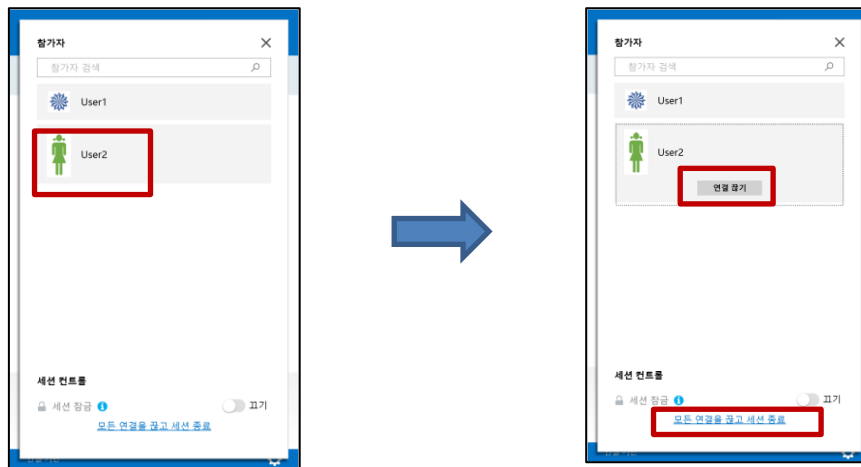 참가자
참가자 검색
User1
User2
세션 컨트롤
세션 잠금
끄기
모든 연결을 끊고 세션 종료
참가자
참가자 검색
User1
User2
연결 끊기
세션 컨트롤
세션 잠금
끄기
모든 연결을 끊고 세션 종료